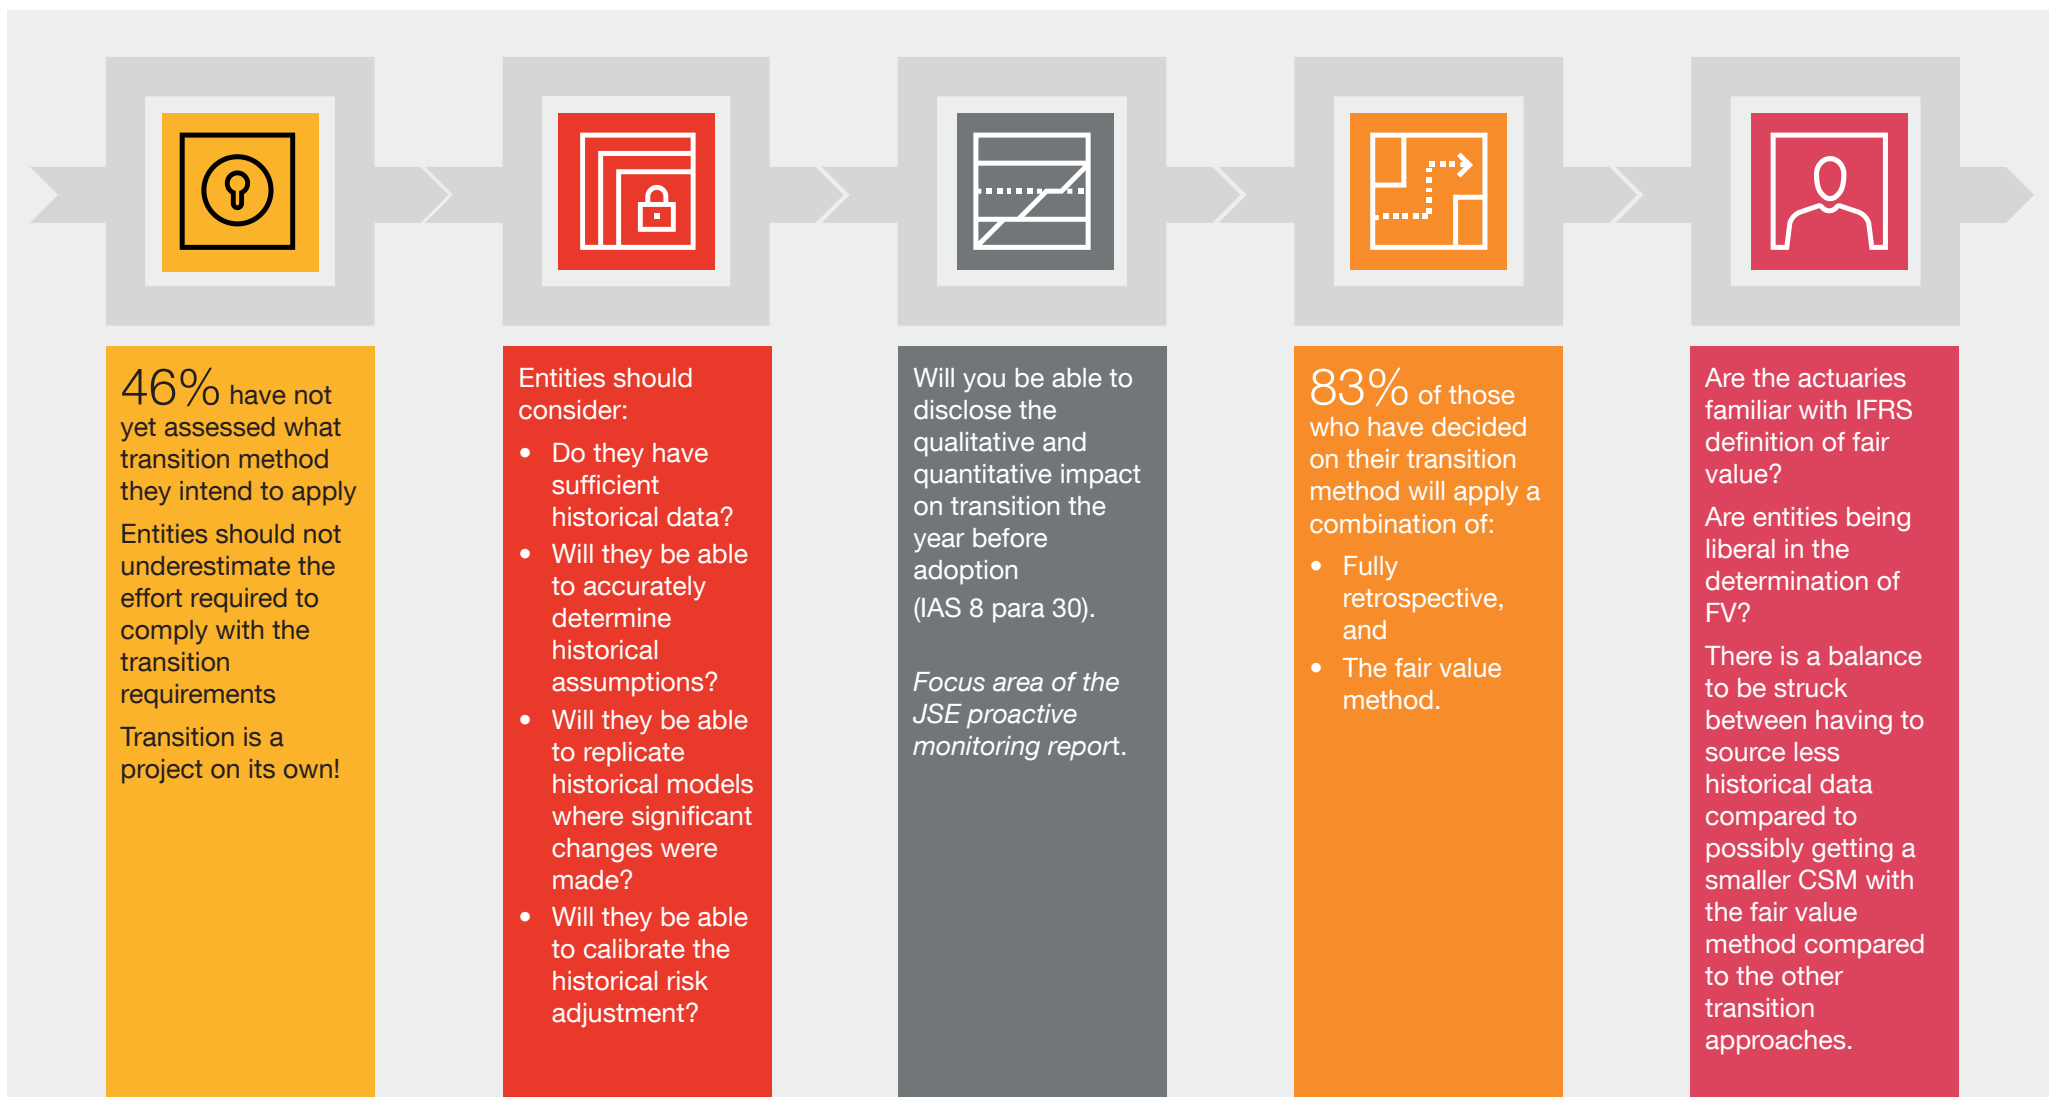 46% have not
yet assessed what
transition method
they intend to apply
Entities should not
underestimate the
effort required to
comply with the
transition
requirements
Transition is a
project on its own!
Entities should
consider:
• Do they have
sufficient
historical data?
• Will they be able
to accurately
determine
historical
assumptions?
• Will they be able
to replicate
historical models
where significant
changes were
made?
• Will they be able
to calibrate the
historical risk
adjustment?
Will you be able to
disclose the
qualitative and
quantitative impact
on transition the
year before
adoption
(IAS 8 para 30).
Focus area of the
JSE proactive
monitoring report.
83% of those
who have decided
on their transition
method will apply a
combination of:
• Fully
retrospective,
and
• The fair value
method.
Are the actuaries
familiar with IFRS
definition of fair
value?
Are entities being
liberal in the
determination of
FV?
There is a balance
to be struck
between having to
source less
historical data
compared to
possibly getting a
smaller CSM with
the fair value
method compared
to the other
transition
approaches.